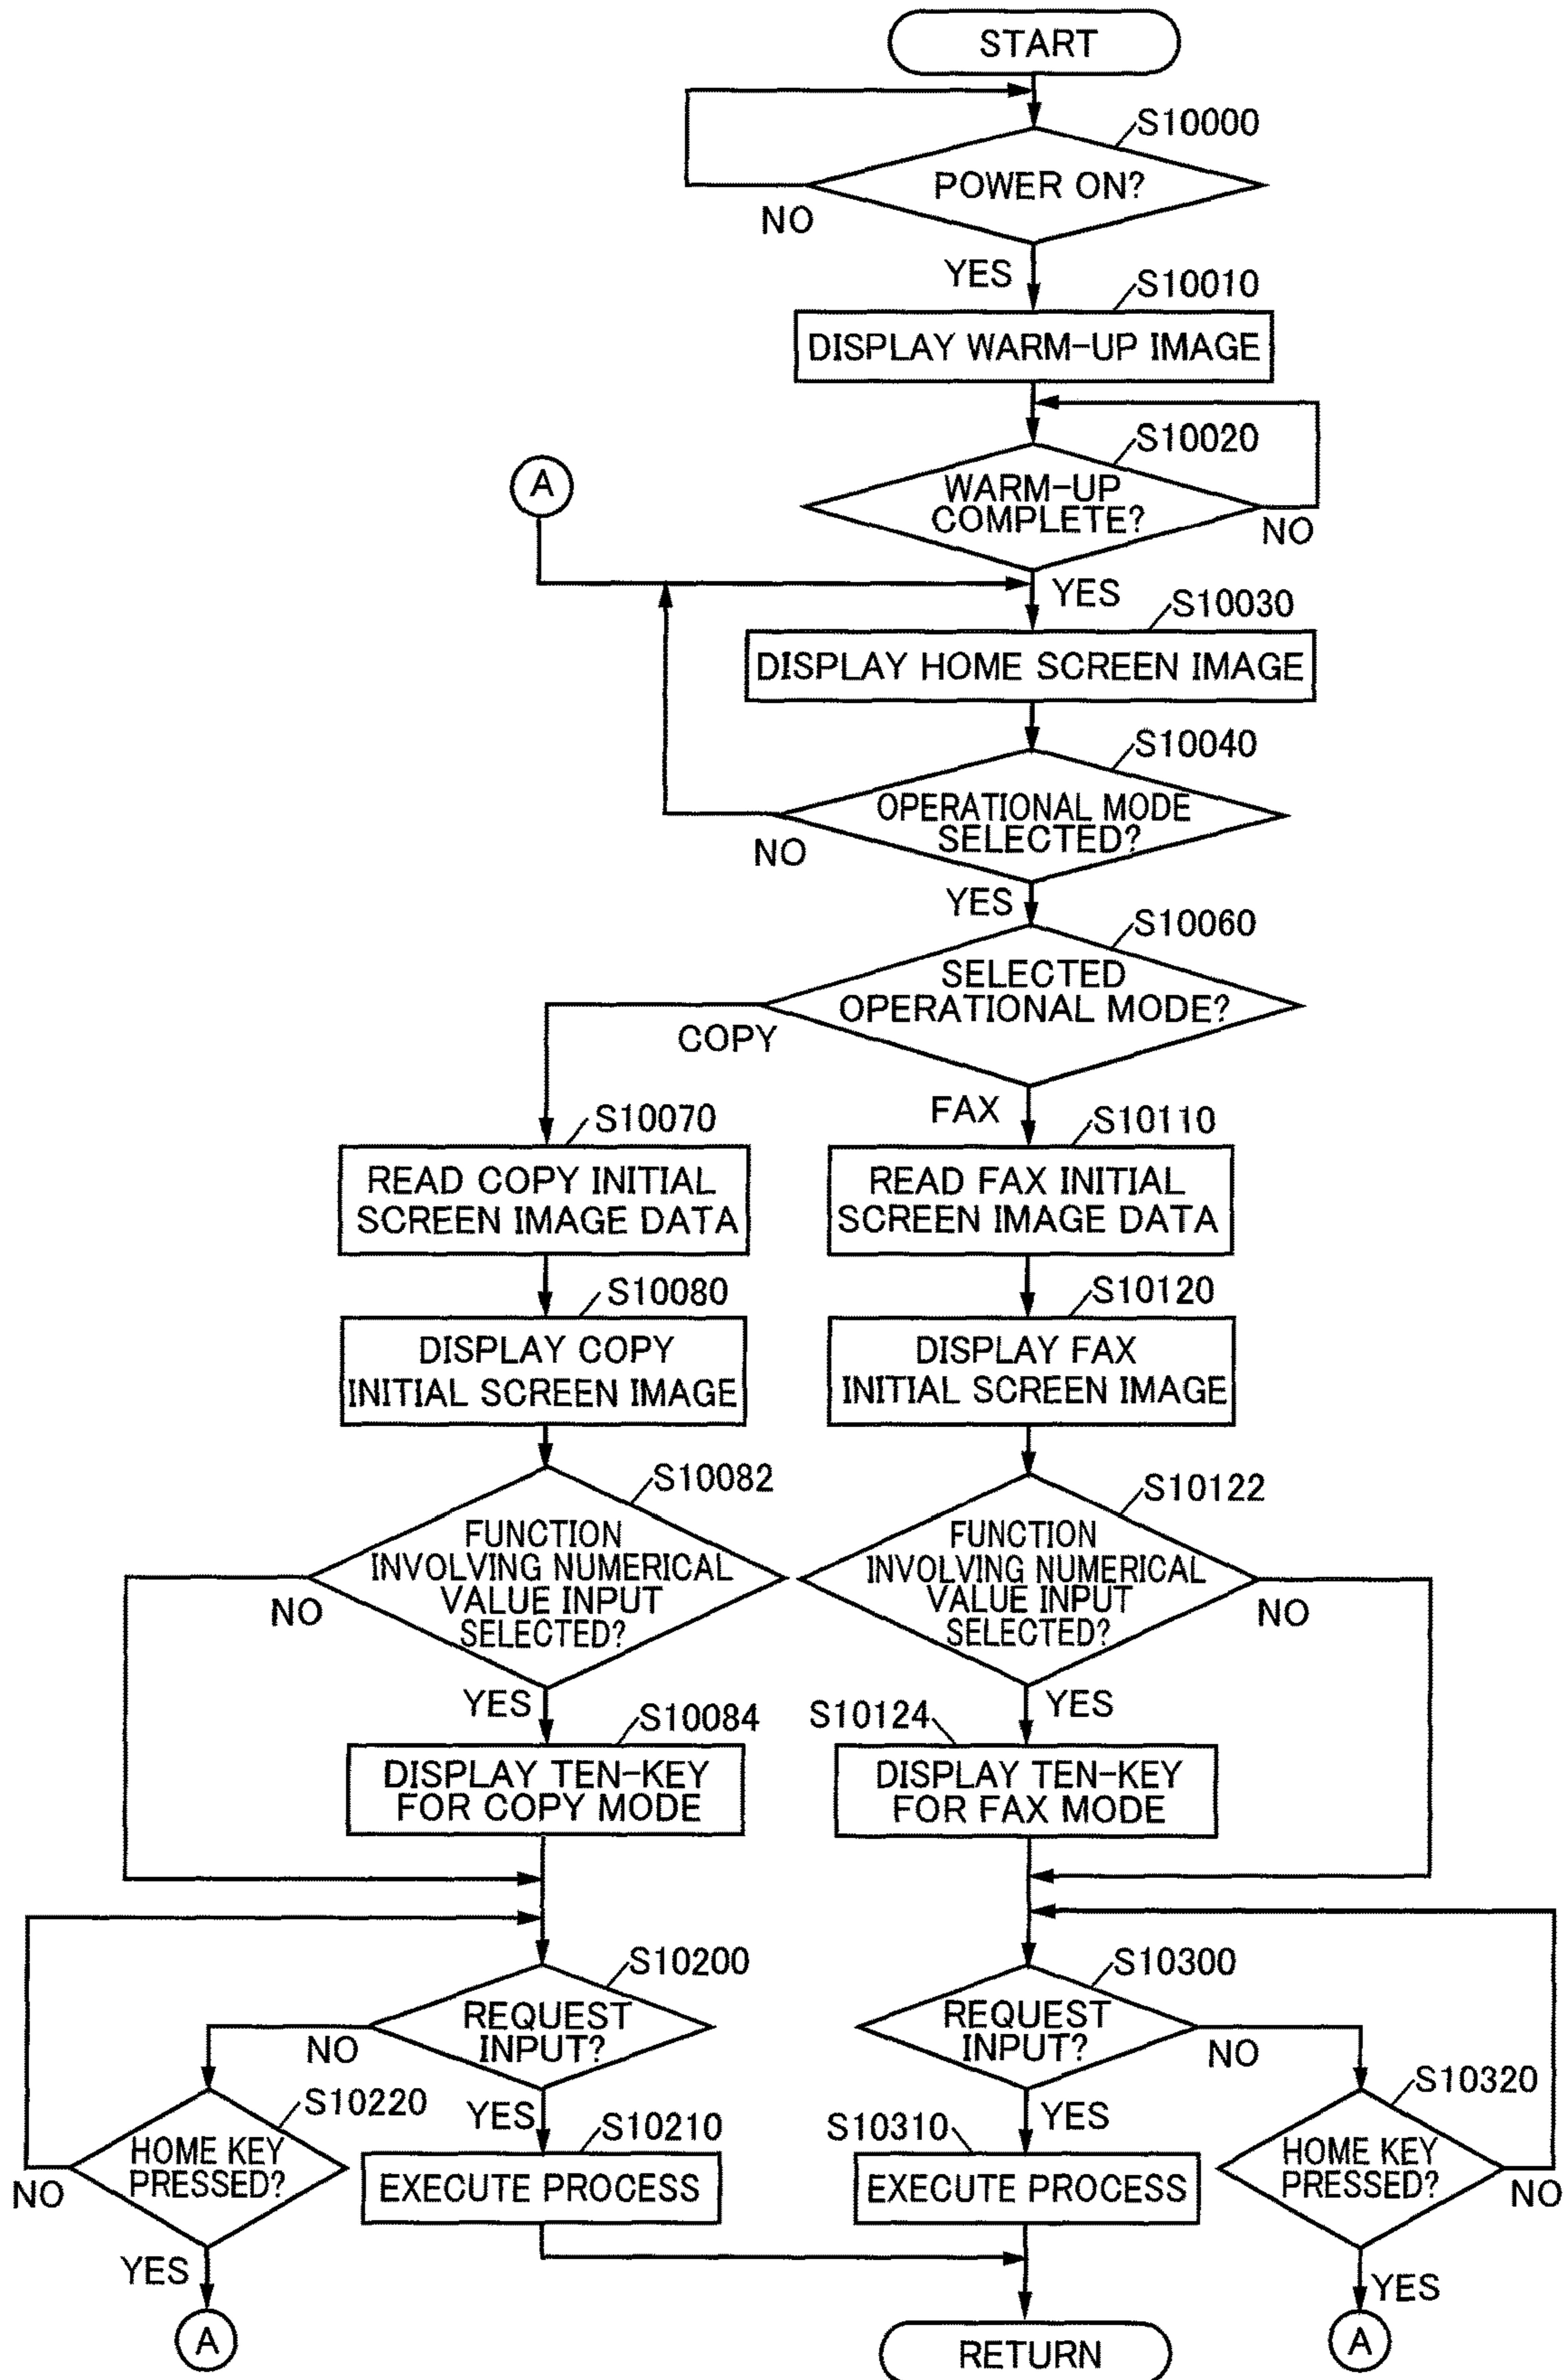 START
S10000
POWER ON?
NO
YES
S10010
DISPLAY WARM-UP IMAGE
S10020
A
WARM-UP
COMPLETE?
NO
YES
S10030
DISPLAY HOME SCREEN IMAGE
S10040
OPERATIONAL MODE
SELECTED?
NO
YES
S10060
SELECTED
OPERATIONAL MODE?
COPY
FAX
S10070
READ COPY INITIAL
SCREEN IMAGE DATA
S10110
READ FAX INITIAL
SCREEN IMAGE DATA
S10080
DISPLAY COPY
INITIAL SCREEN IMAGE
S10120
DISPLAY FAX
INITIAL SCREEN IMAGE
S10082
FUNCTION
INVOLVING NUMERICAL
VALUE INPUT
SELECTED?
NO
YES
S10122
FUNCTION
INVOLVING NUMERICAL
VALUE INPUT
SELECTED?
NO
YES
S10084
DISPLAY TEN-KEY
FOR COPY MODE
S10124
DISPLAY TEN-KEY
FOR FAX MODE
S10200
REQUEST
INPUT?
NO
YES
S10300
REQUEST
INPUT?
NO
YES
S10220
HOME KEY
PRESSED?
NO
YES
A
S10210
EXECUTE PROCESS
S10310
EXECUTE PROCESS
S10320
HOME KEY
PRESSED?
NO
YES
A
RETURN